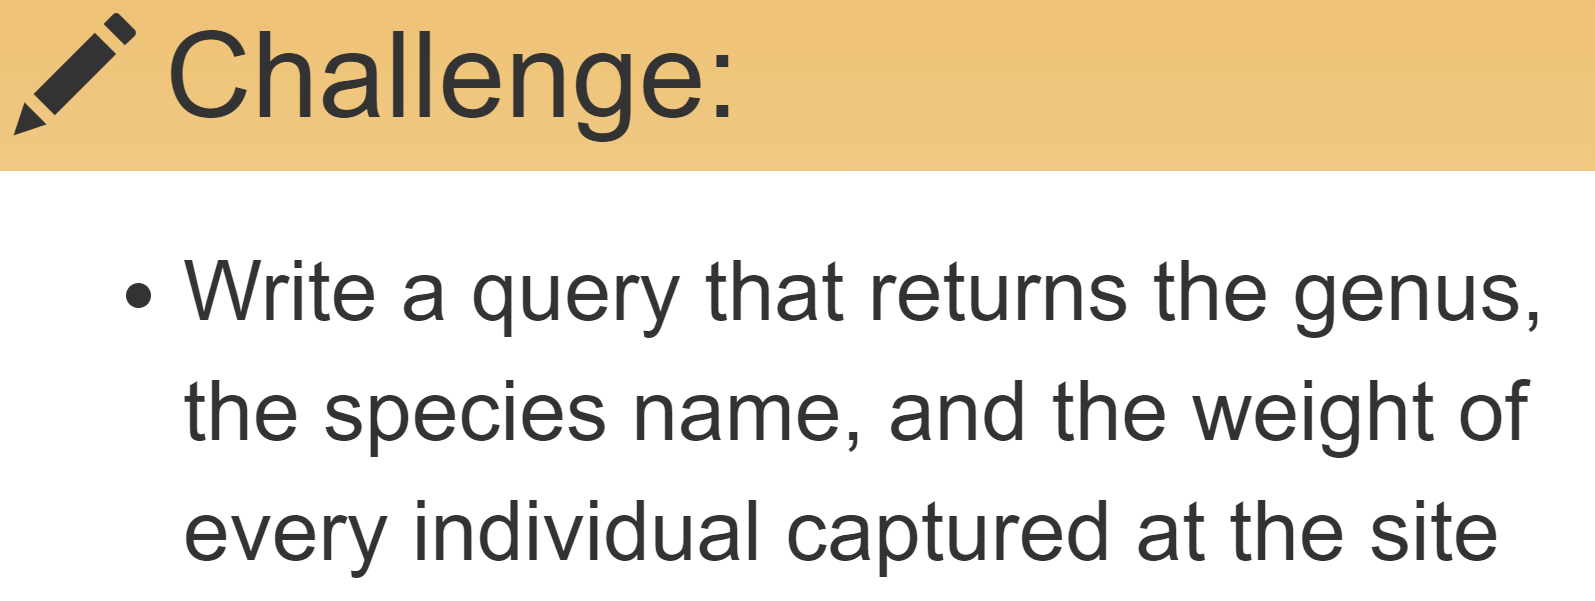 Challenge:
• Write a query that returns the genus,
the species name, and the weight of
every individual captured at the site